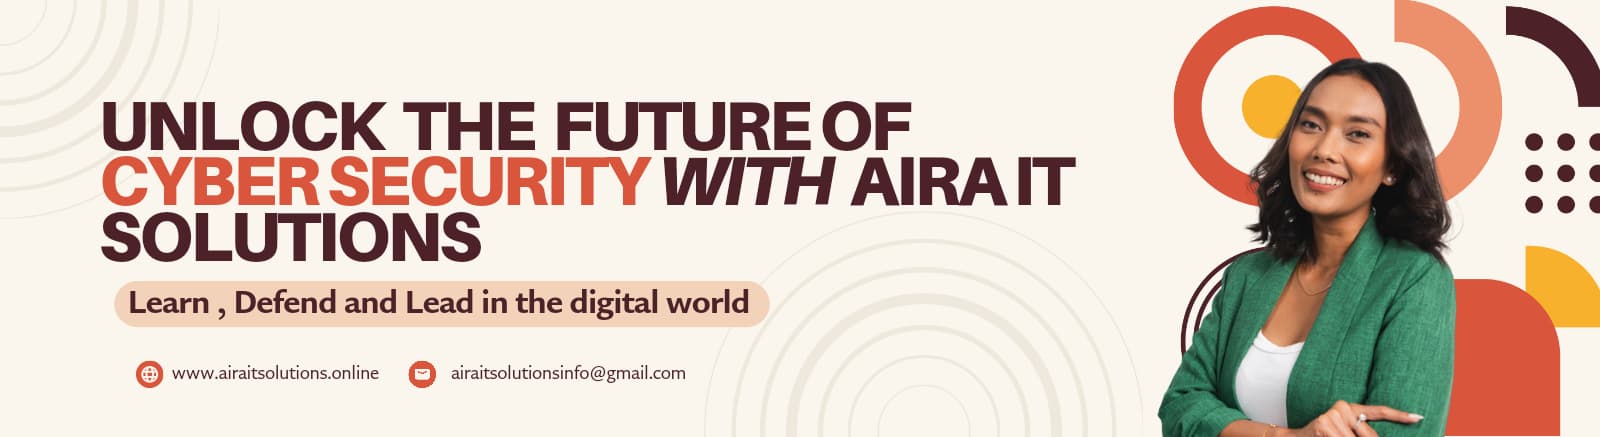 UNLOCK THE FUTURE OF
CYBER SECURITY WITH AIRA IT
SOLUTIONS
Learn , Defend and Lead in the digital world
www.airaitsolutions.online
airaitsolutionsinfo@gmail.com